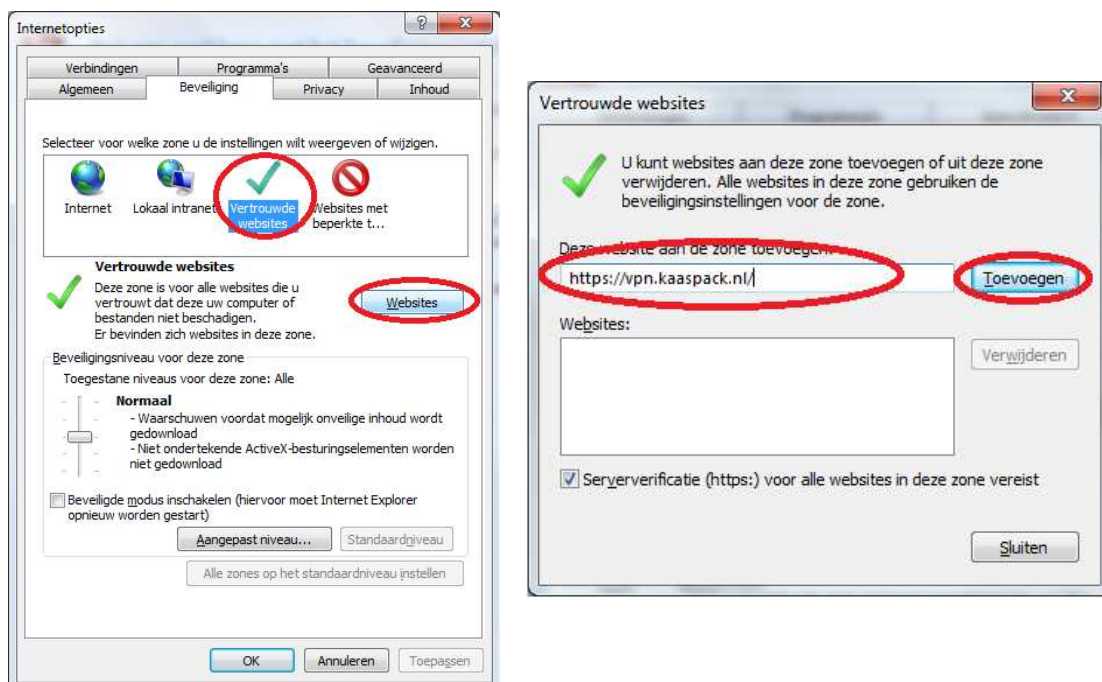 Internetopties
Verbindingen Programma's Geavanceerd
Algemeen Beveiliging Privacy Inhoud
Selecteer voor welke zone u de instellingen wilt weergeven of wijzigen.
Internet Lokaal intranet Vertrouwde websites Websites met beperkte t...
Vertrouwde websites
Deze zone is voor alle websites die u
vertrouwt dat deze uw computer of
bestanden niet beschadigen.
Er bevinden zich websites in deze zone.
Websites
Beveiligingsniveau voor deze zone
Toegestane niveaus voor deze zone: Alle
Normaal
- Waarschuwen voordat mogelijk onveilige inhoud wordt
gedownload
- Niet ondertekende ActiveX-besturingselementen worden
niet gedownload
Beveiligde modus inschakelen (hiervoor moet Internet Explorer
opnieuw worden gestart)
Aangepast niveau... Standaardniveau
Alle zones op het standaardniveau instellen
OK Annuleren Toepassen
Vertrouwde websites
U kunt websites aan deze zone toevoegen of uit deze zone
verwijderen. Alle websites in deze zone gebruiken de
beveiligingsinstellingen voor de zone.
Deze website aan de zone toevoegen:
https://vpn.kaaspack.nl/
Toevoegen
Websites:
Verwijderen
Serververificatie (https:) voor alle websites in deze zone vereist
Sluiten